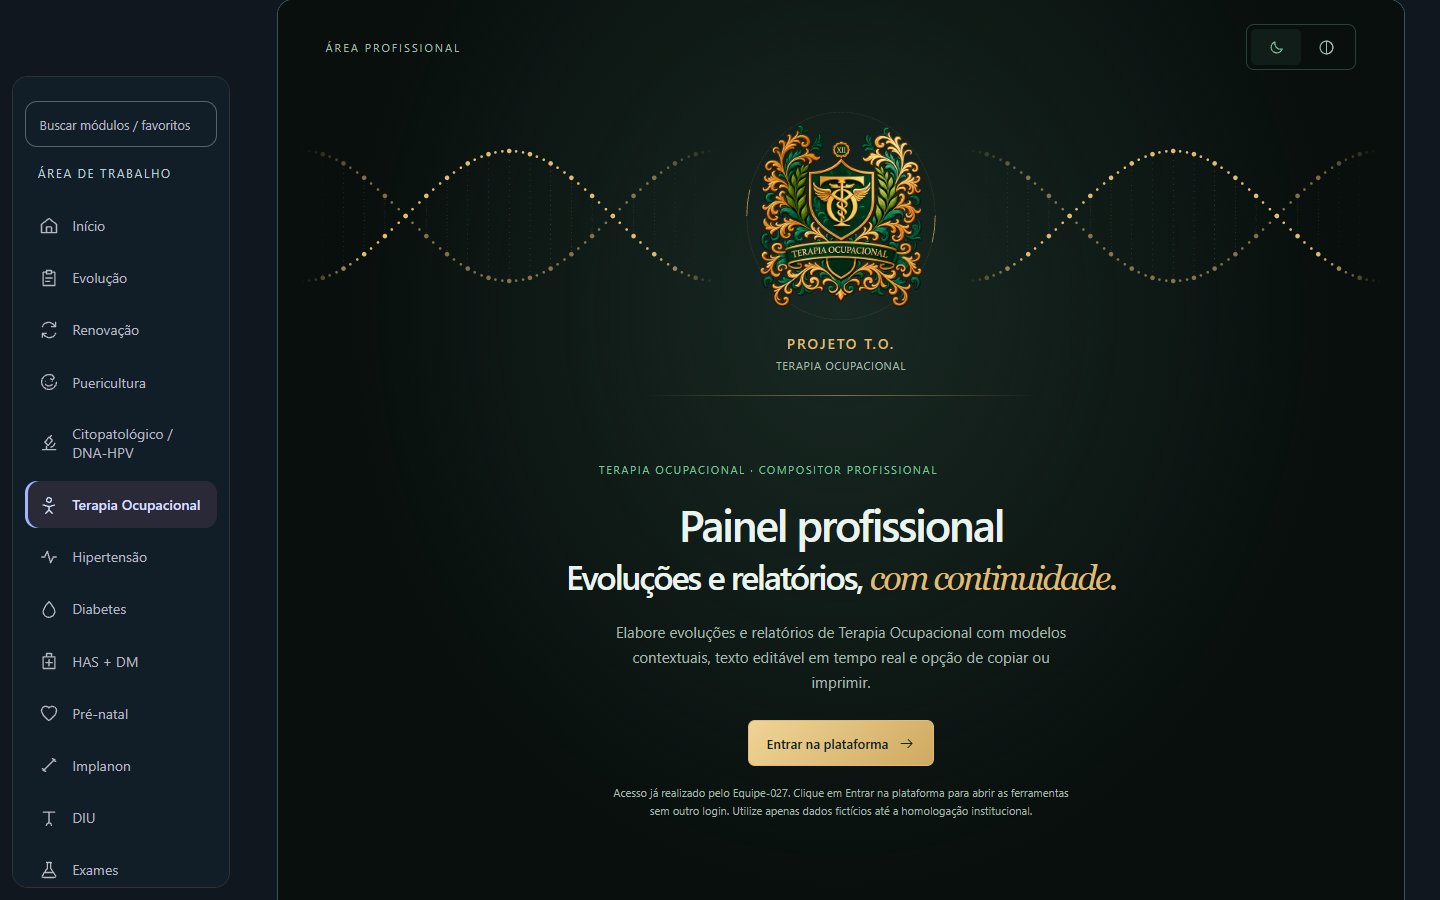 Buscar módulos / favoritos
ÁREA DE TRABALHO
Início
Evolução
Renovação
Puericultura
Citopatológico /
DNA-HPV
Terapia Ocupacional
Hipertensão
Diabetes
HAS + DM
Pré-natal
Implanon
DIU
Exames
ÁREA PROFISSIONAL
XII
TERAPIA OCUPACIONAL
PROJETO T.O.
TERAPIA OCUPACIONAL
TERAPIA OCUPACIONAL · COMPOSITOR PROFISSIONAL
Painel profissional
Evoluções e relatórios, com continuidade.
Elabore evoluções e relatórios de Terapia Ocupacional com modelos
contextuais, texto editável em tempo real e opção de copiar ou
imprimir.
Entrar na plataforma →
Acesso já realizado pelo Equipe-027. Clique em Entrar na plataforma para abrir as ferramentas
sem outro login. Utilize apenas dados fictícios até a homologação institucional.